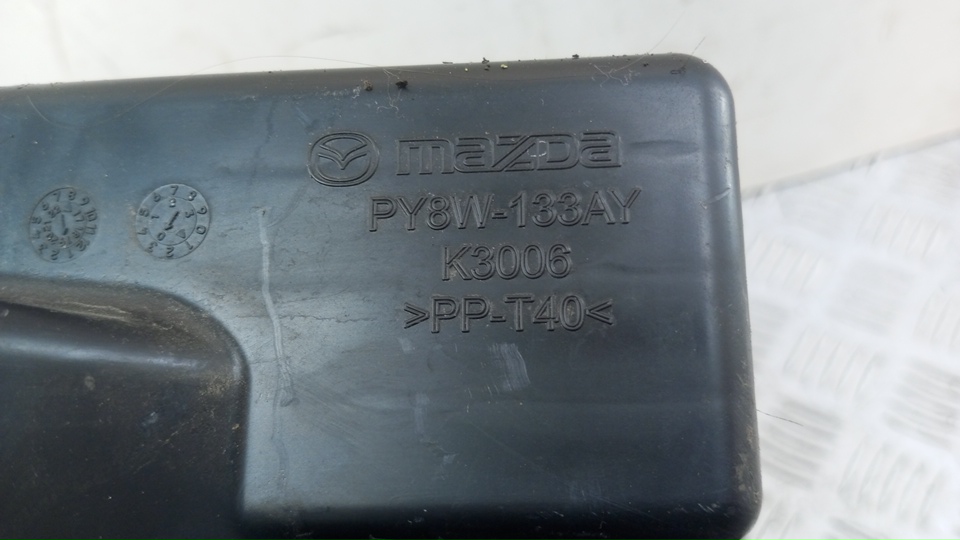 mazda
PY8W-133AY
K3006
>PP-T40<